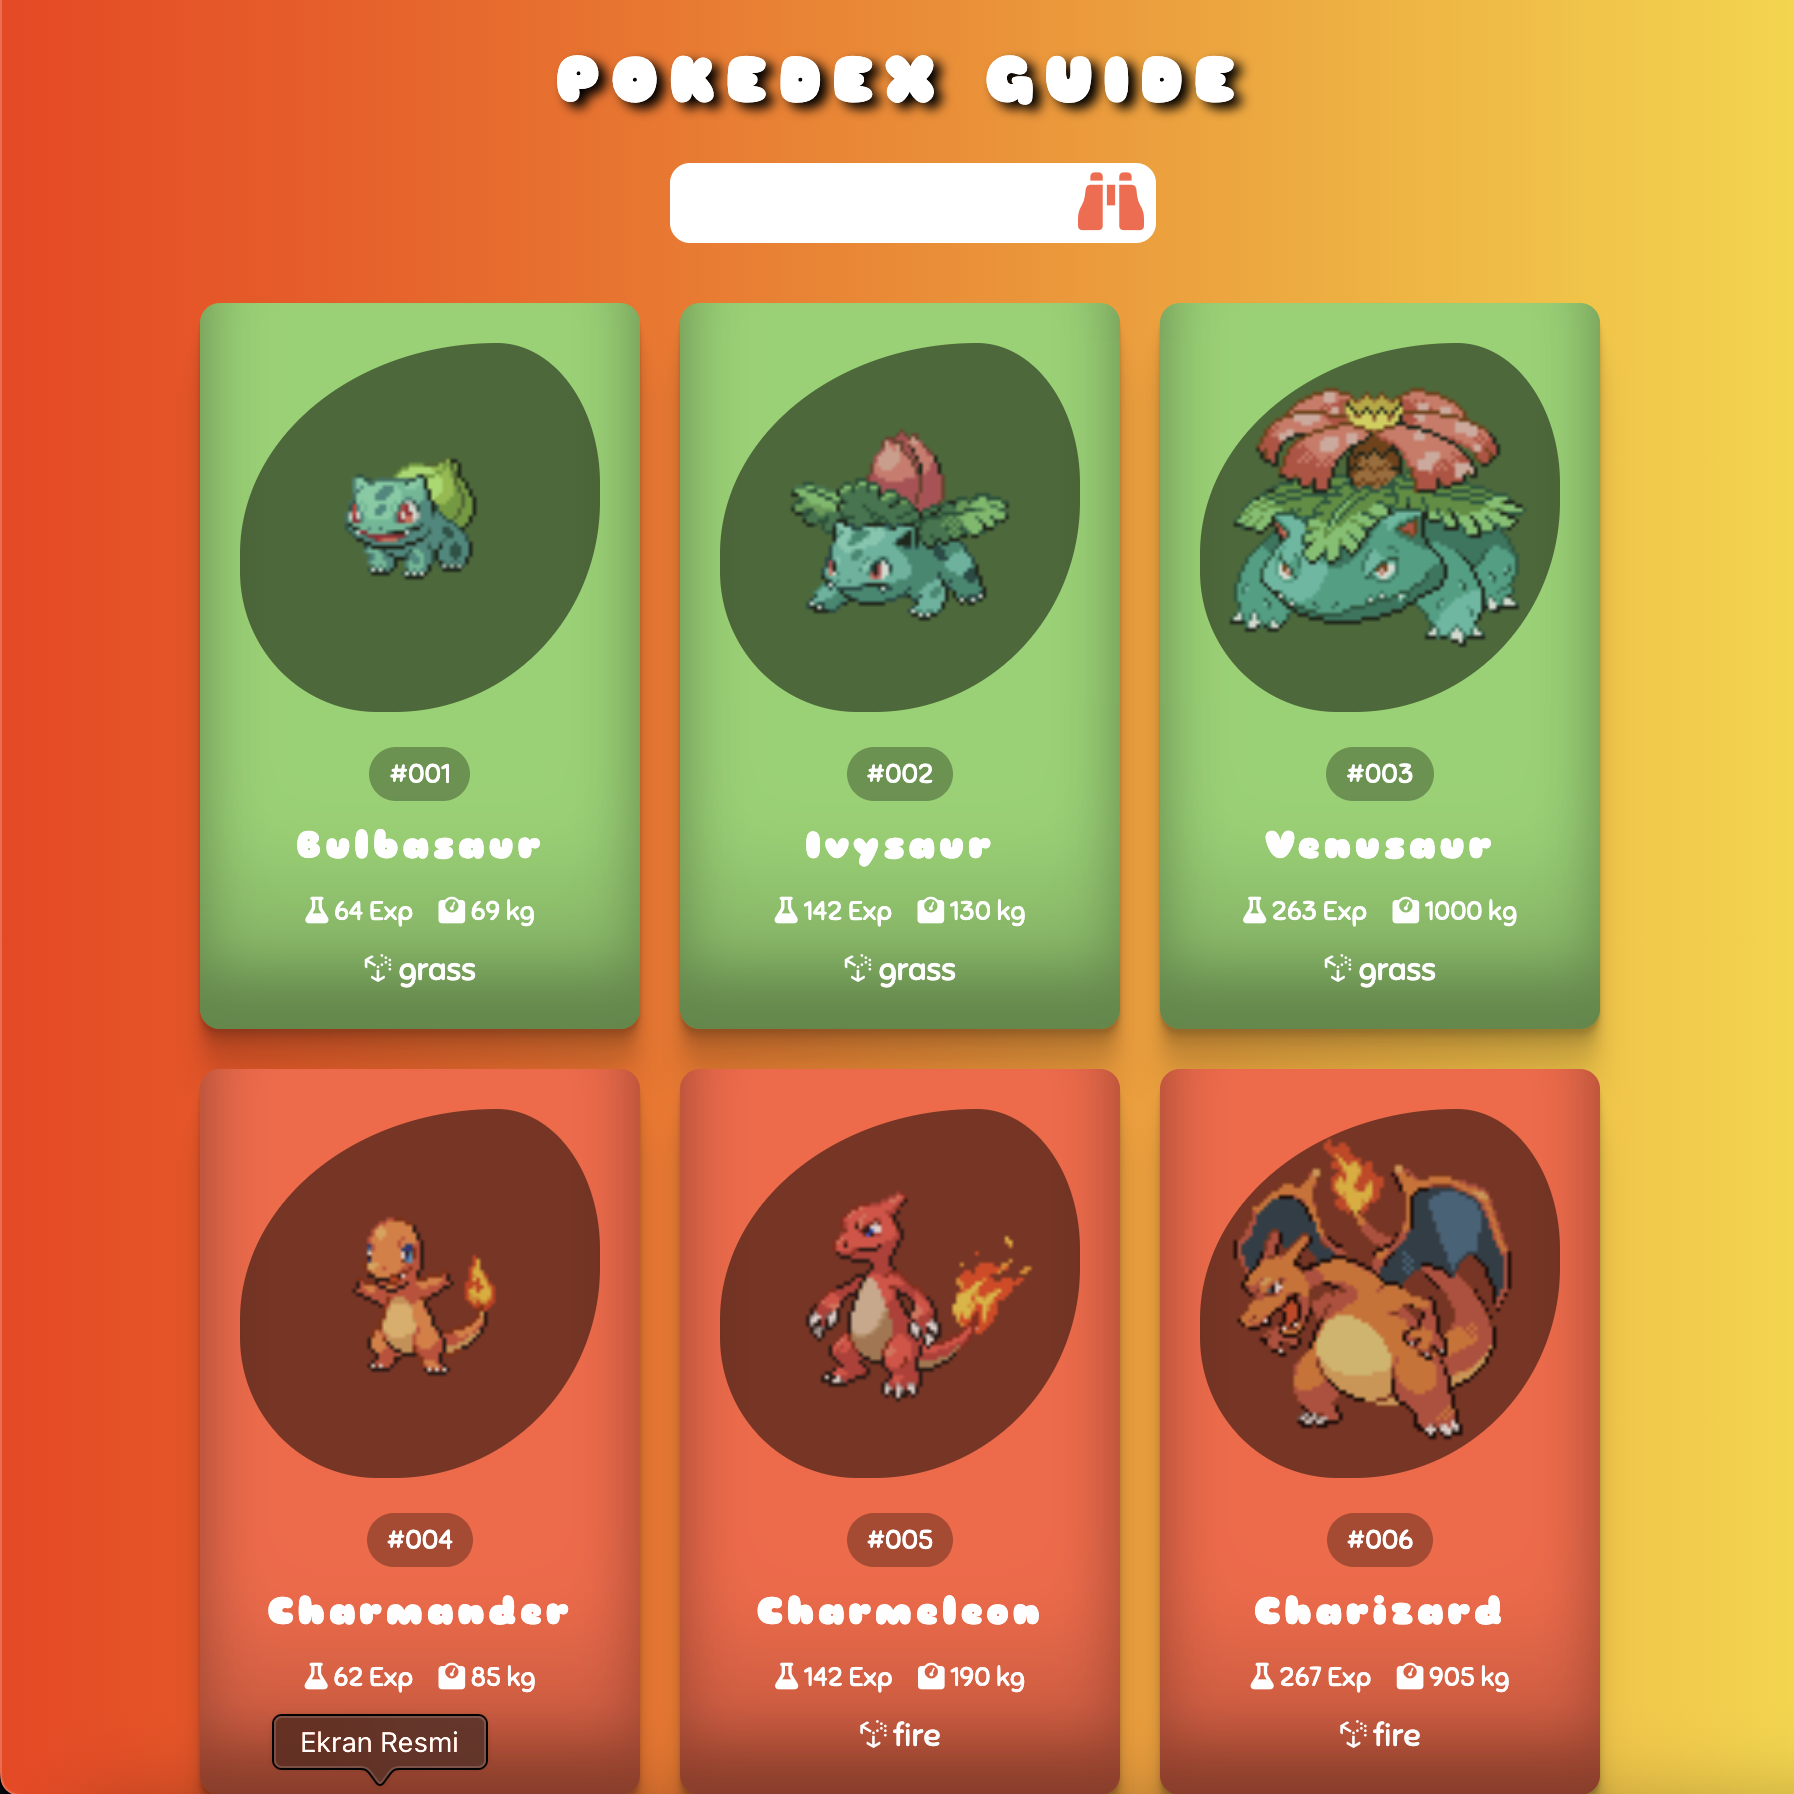 POKEDEX GUIDE
#001
Bulbasaur
64 Exp 69 kg
grass
#002
Ivysaur
142 Exp 130 kg
grass
#003
Venusaur
263 Exp 1000 kg
grass
#004
Charmander
62 Exp 85 kg
Ekran Resmi
#005
Charmeleon
142 Exp 190 kg
fire
#006
Charizard
267 Exp 905 kg
fire